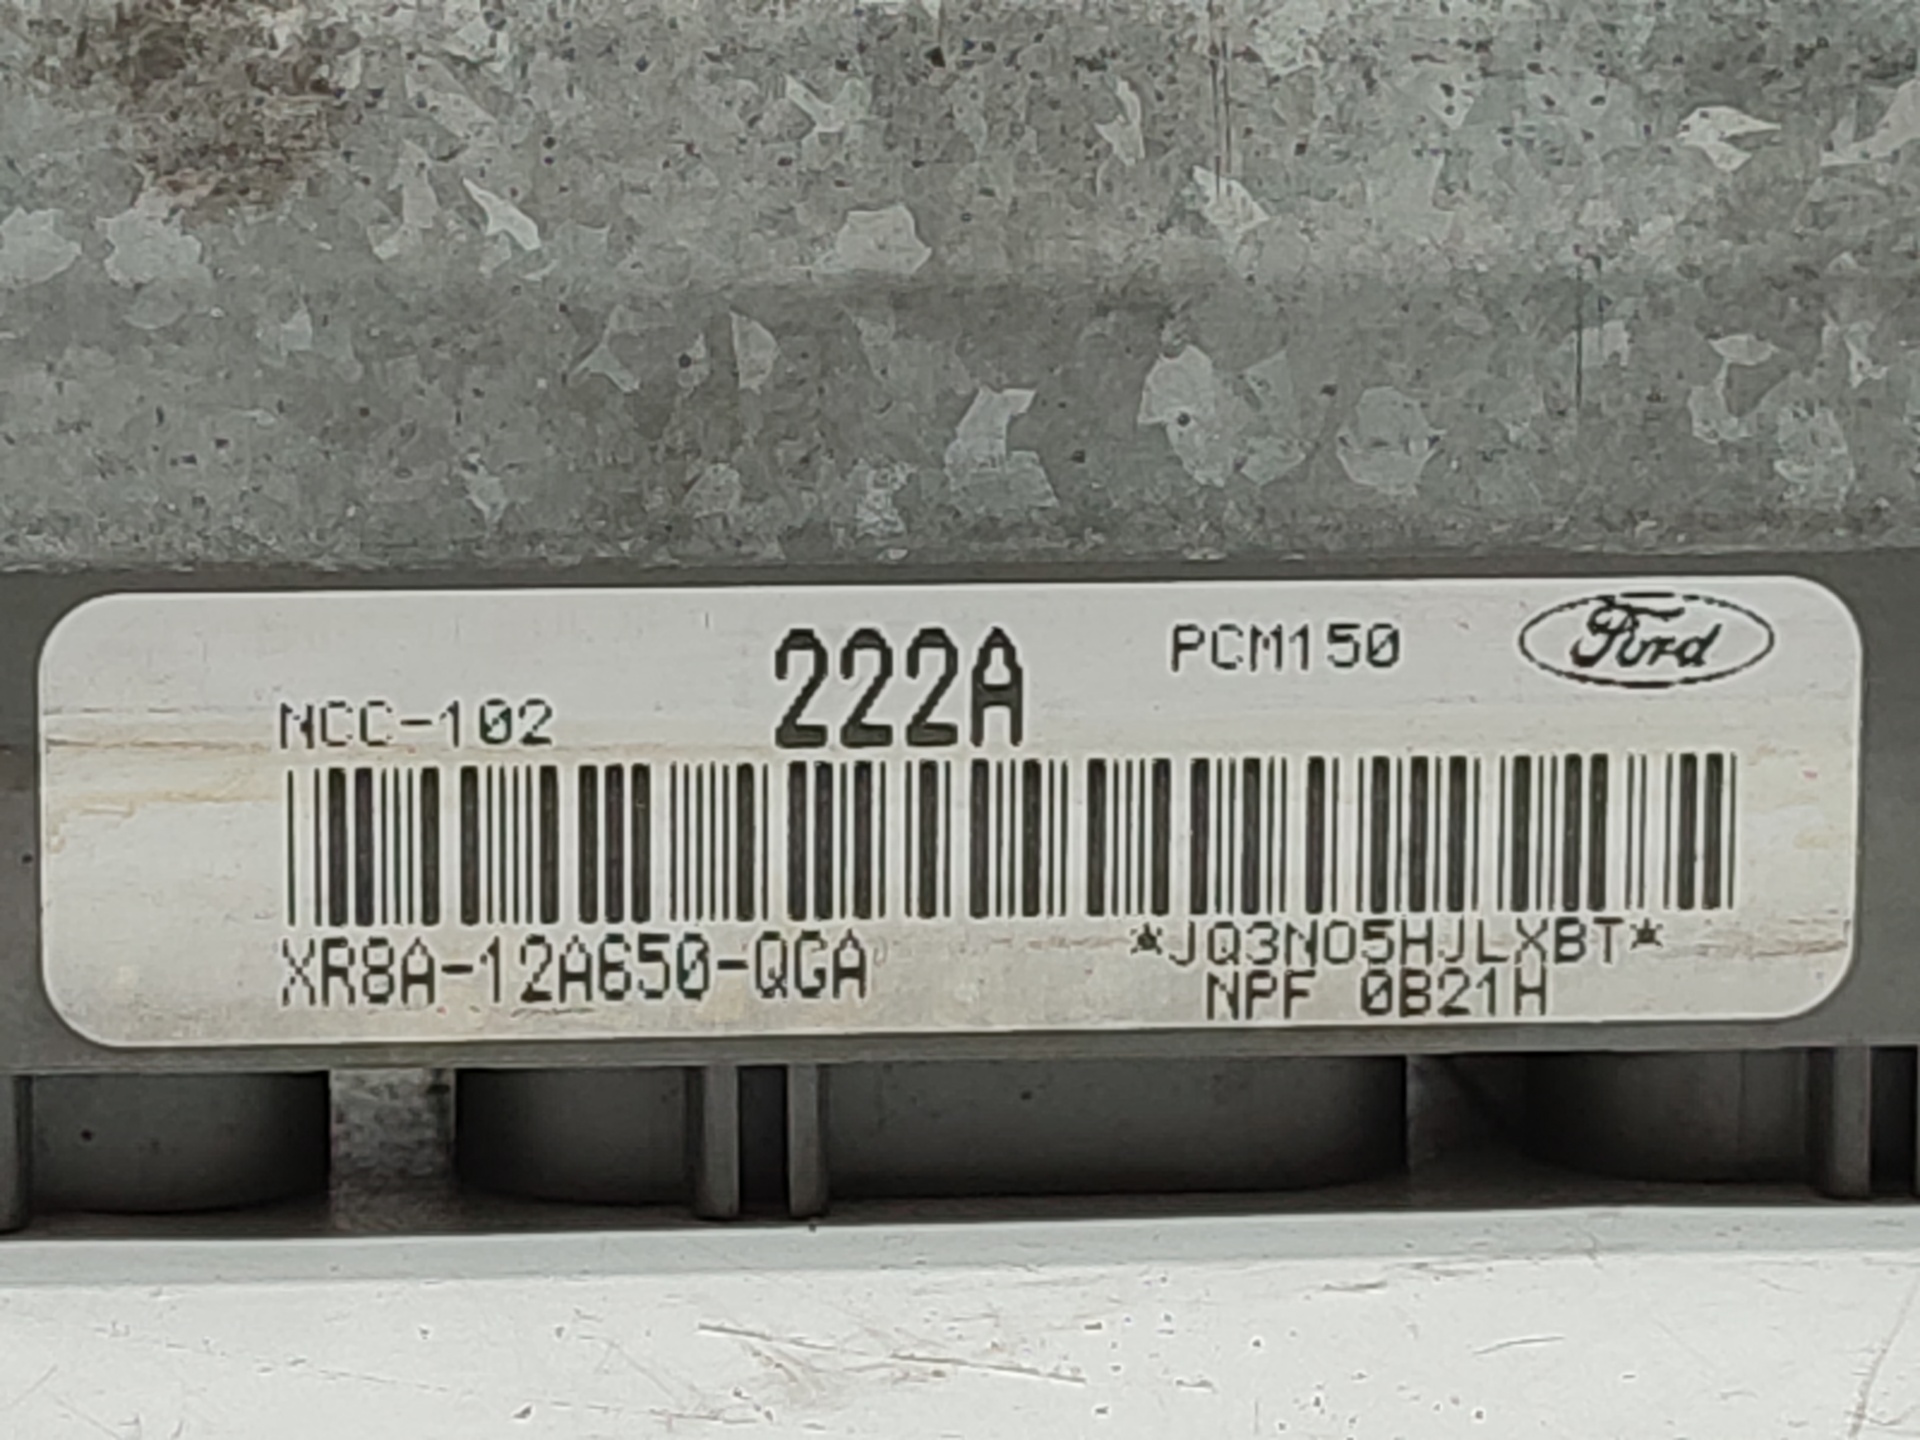 222A PCM150 Ford
NCC-102
XR8A-12A650-QGA *JQ3N05HJLXBT*
NPF 0B21H